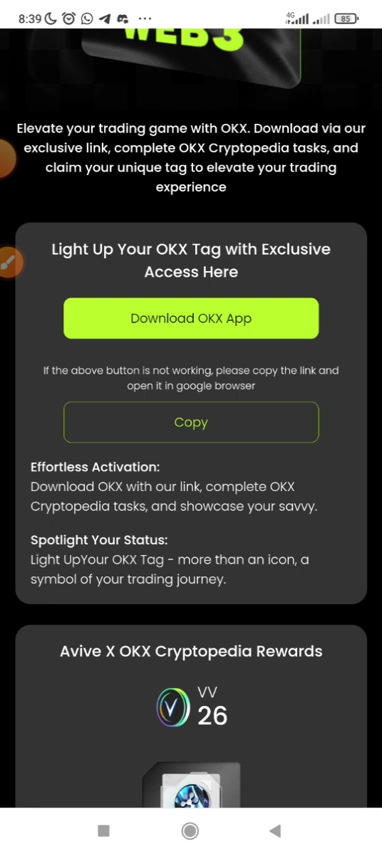 8:39
4G
85
WEB3
Elevate your trading game with OKX. Download via our
exclusive link, complete OKX Cryptopedia tasks, and
claim your unique tag to elevate your trading
experience
Light Up Your OKX Tag with Exclusive
Access Here
Download OKX App
If the above button is not working, please copy the link and
open it in google browser
Copy
Effortless Activation:
Download OKX with our link, complete OKX
Cryptopedia tasks, and showcase your savvy.
Spotlight Your Status:
Light UpYour OKX Tag - more than an icon, a
symbol of your trading journey.
Avive X OKX Cryptopedia Rewards
VV
26